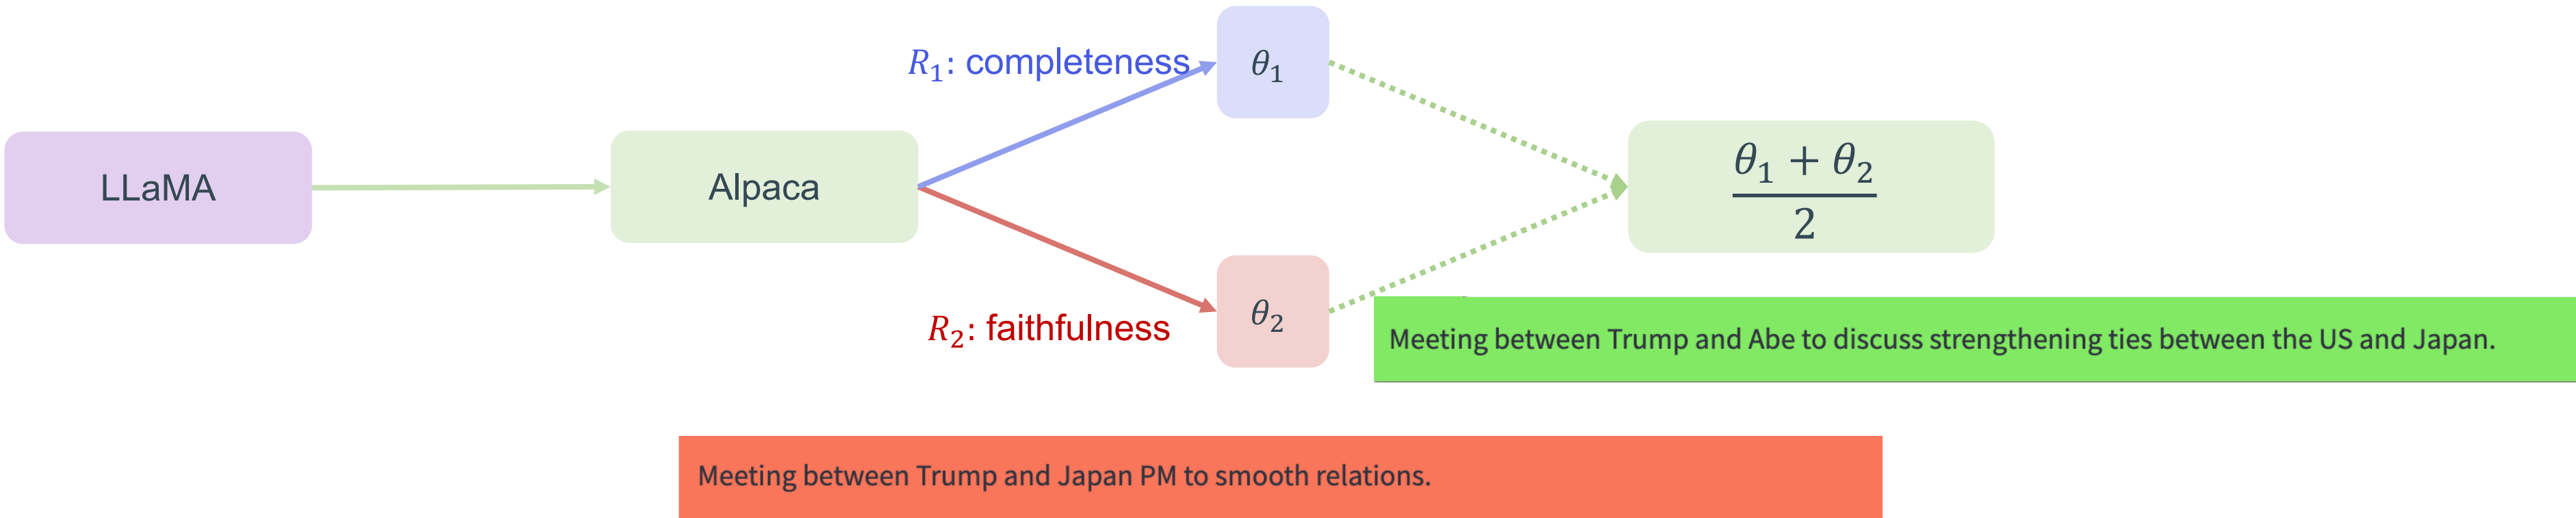 LLaMA
Alpaca
R₁: completeness
θ₁
R₂: faithfulness
θ₂
θ₁ + θ₂
2
Meeting between Trump and Abe to discuss strengthening ties between the US and Japan.
Meeting between Trump and Japan PM to smooth relations.